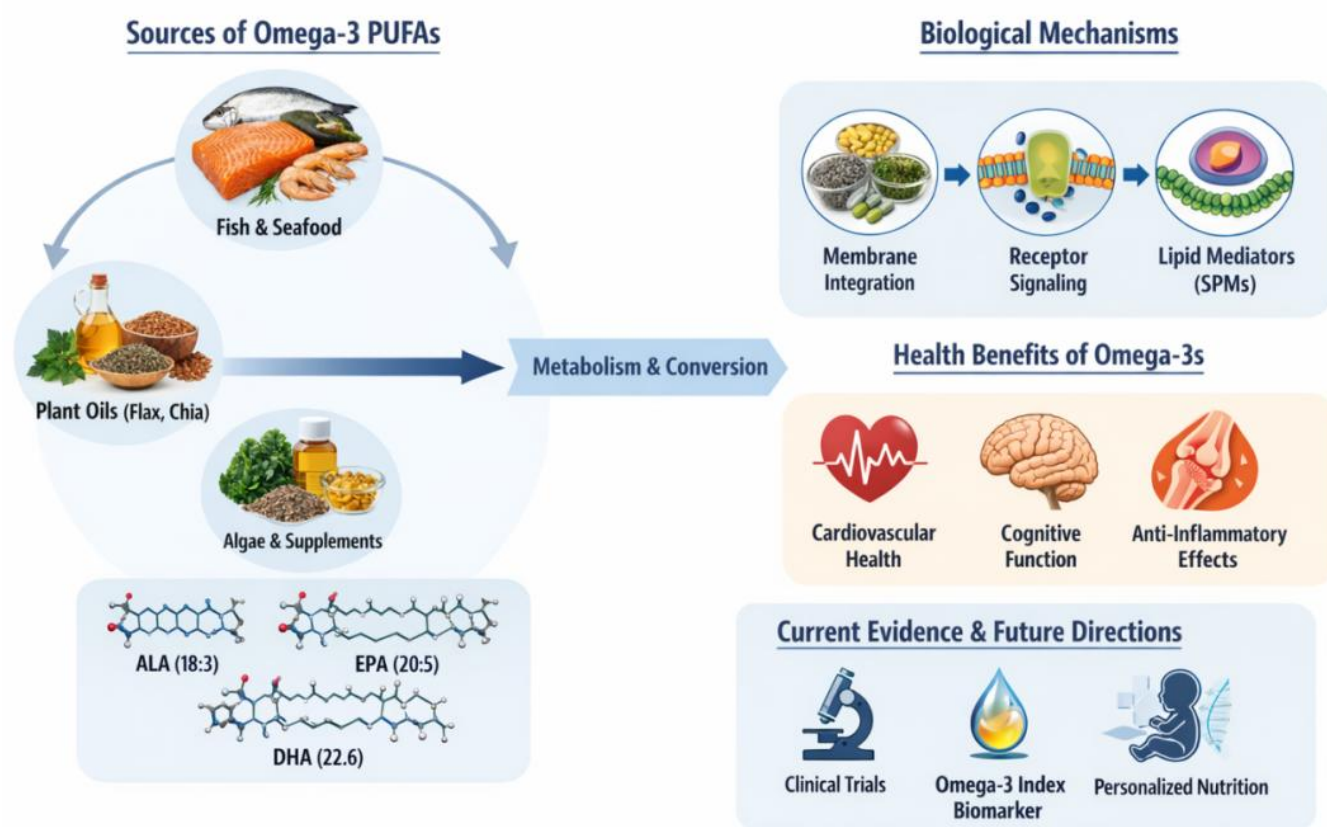 Sources of Omega-3 PUFAs
Fish & Seafood
Plant Oils (Flax, Chia)
Algae & Supplements
ALA (18:3)
EPA (20:5)
DHA (22.6)
Metabolism & Conversion
Biological Mechanisms
Membrane
Integration
Receptor
Signaling
Lipid Mediators
(SPMs)
Health Benefits of Omega-3s
Cardiovascular
Health
Cognitive
Function
Anti-Inflammatory
Effects
Current Evidence & Future Directions
Clinical Trials
Omega-3 Index
Biomarker
Personalized Nutrition